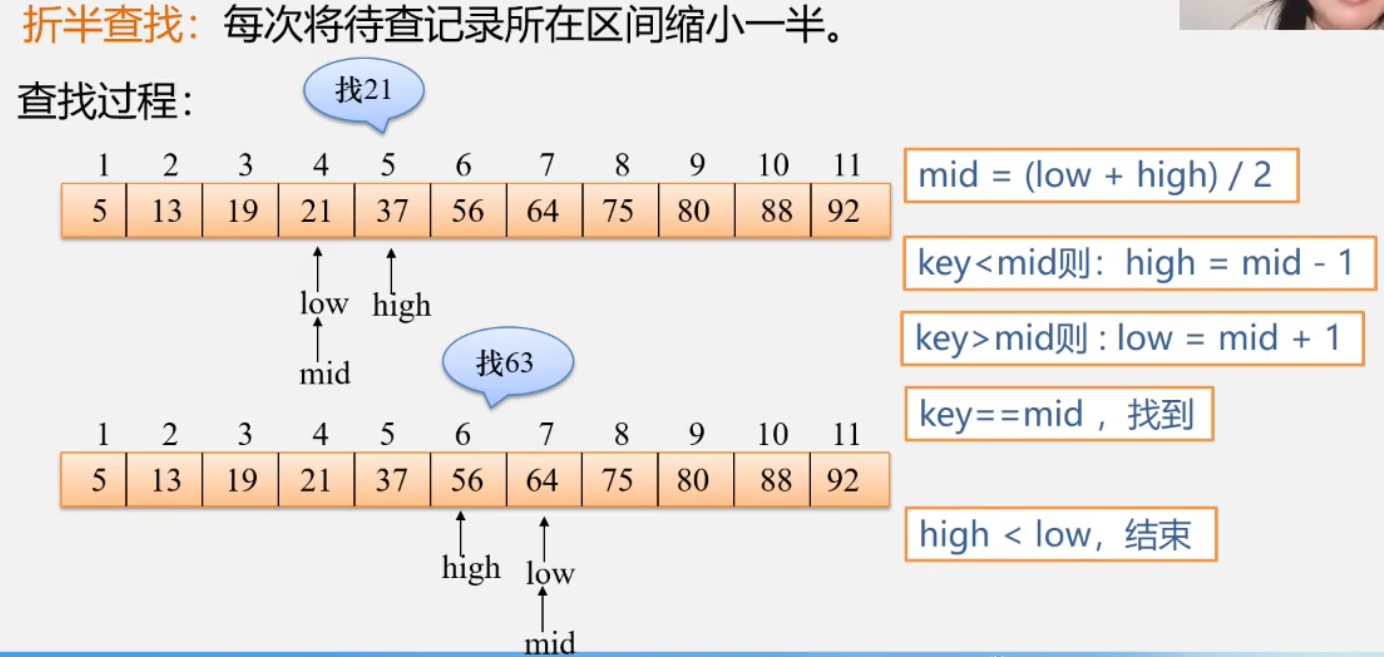 折半查找：每次将待查记录所在区间缩小一半。
查找过程：
找21
1 2 3 4 5 6 7 8 9 10 11
5 13 19 21 37 56 64 75 80 88 92
low high
mid
找63
1 2 3 4 5 6 7 8 9 10 11
5 13 19 21 37 56 64 75 80 88 92
high low
mid
mid = (low + high) / 2
key<mid则：high = mid - 1
key>mid则 : low = mid + 1
key==mid ，找到
high < low，结束